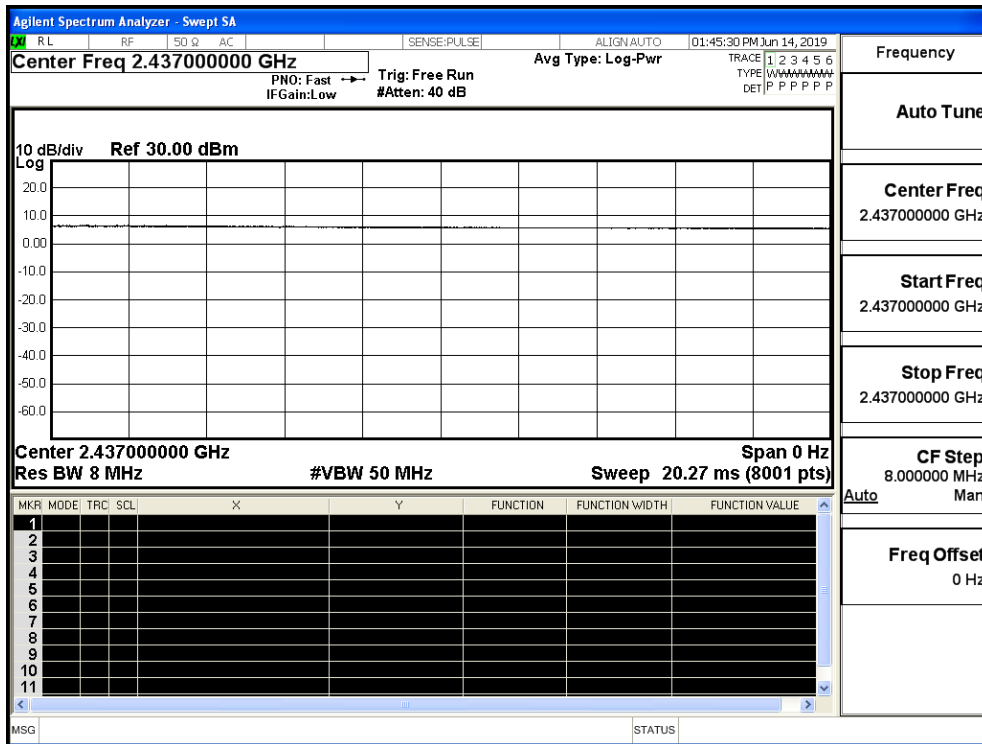 Agilent Spectrum Analyzer - Swept SA
LXI RL RF 50 Ω AC SENSE:PULSE ALIGNAUTO 01:45:30 PM Jun 14, 2019
Center Freq 2.437000000 GHz
PNO: Fast
IFGain:Low
Trig: Free Run
#Atten: 40 dB
Avg Type: Log-Pwr
TRACE 1 2 3 4 5 6
TYPE WWWWWW
DET P P P P P P
10 dB/div Ref 30.00 dBm
Log
20.0
10.0
0.00
-10.0
-20.0
-30.0
-40.0
-50.0
-60.0
Center 2.437000000 GHz Span 0 Hz
Res BW 8 MHz #VBW 50 MHz Sweep 20.27 ms (8001 pts)
MKR MODE TRC SCL X Y FUNCTION FUNCTION WIDTH FUNCTION VALUE
1
2
3
4
5
6
7
8
9
10
11
MSG STATUS
Frequency
Auto Tune
Center Freq
2.437000000 GHz
Start Freq
2.437000000 GHz
Stop Freq
2.437000000 GHz
CF Step
8.000000 MHz
Auto Man
Freq Offset
0 Hz